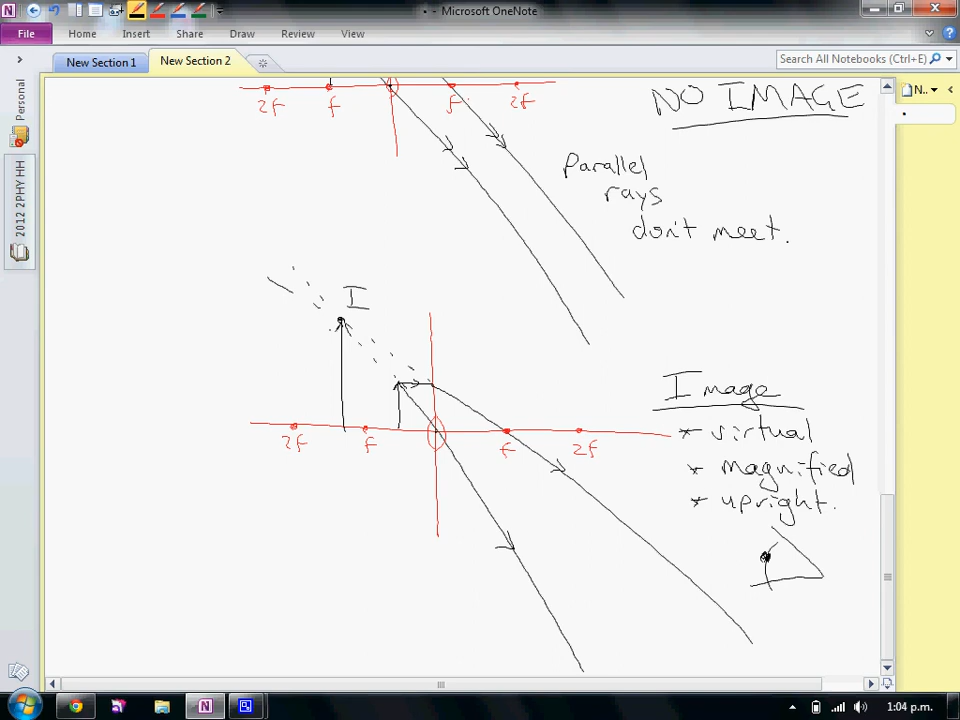 • - Microsoft OneNote
File Home Insert Share Draw Review View
New Section 1 New Section 2 Search All Notebooks (Ctrl+E)
Personal
2012 2PHY HH
N..
•
2F F F 2F
NO IMAGE
Parallel
rays
don't meet.
I
2F F F 2F
Image
* virtual
* magnified
* upright.
1:04 p.m.